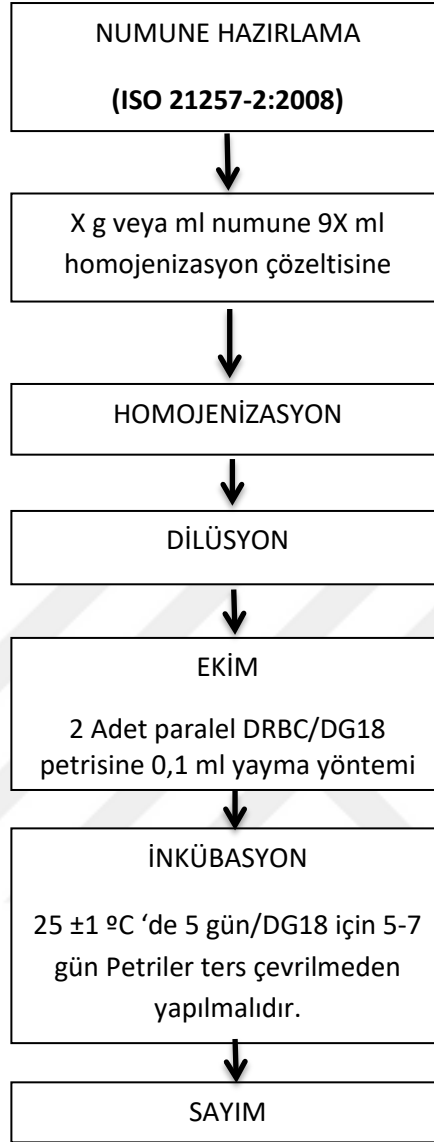 NUMUNE HAZIRLAMA
(ISO 21257-2:2008)
X g veya ml numune 9X ml
homojenizasyon çözeltisine
HOMOJENİZASYON
DİLÜSYON
EKİM
2 Adet paralel DRBC/DG18
petrisine 0,1 ml yayma yöntemi
İNKÜBASYON
25 ±1 ºC ‘de 5 gün/DG18 için 5-7
gün Petriler ters çevrilmeden
yapılmalıdır.
SAYIM